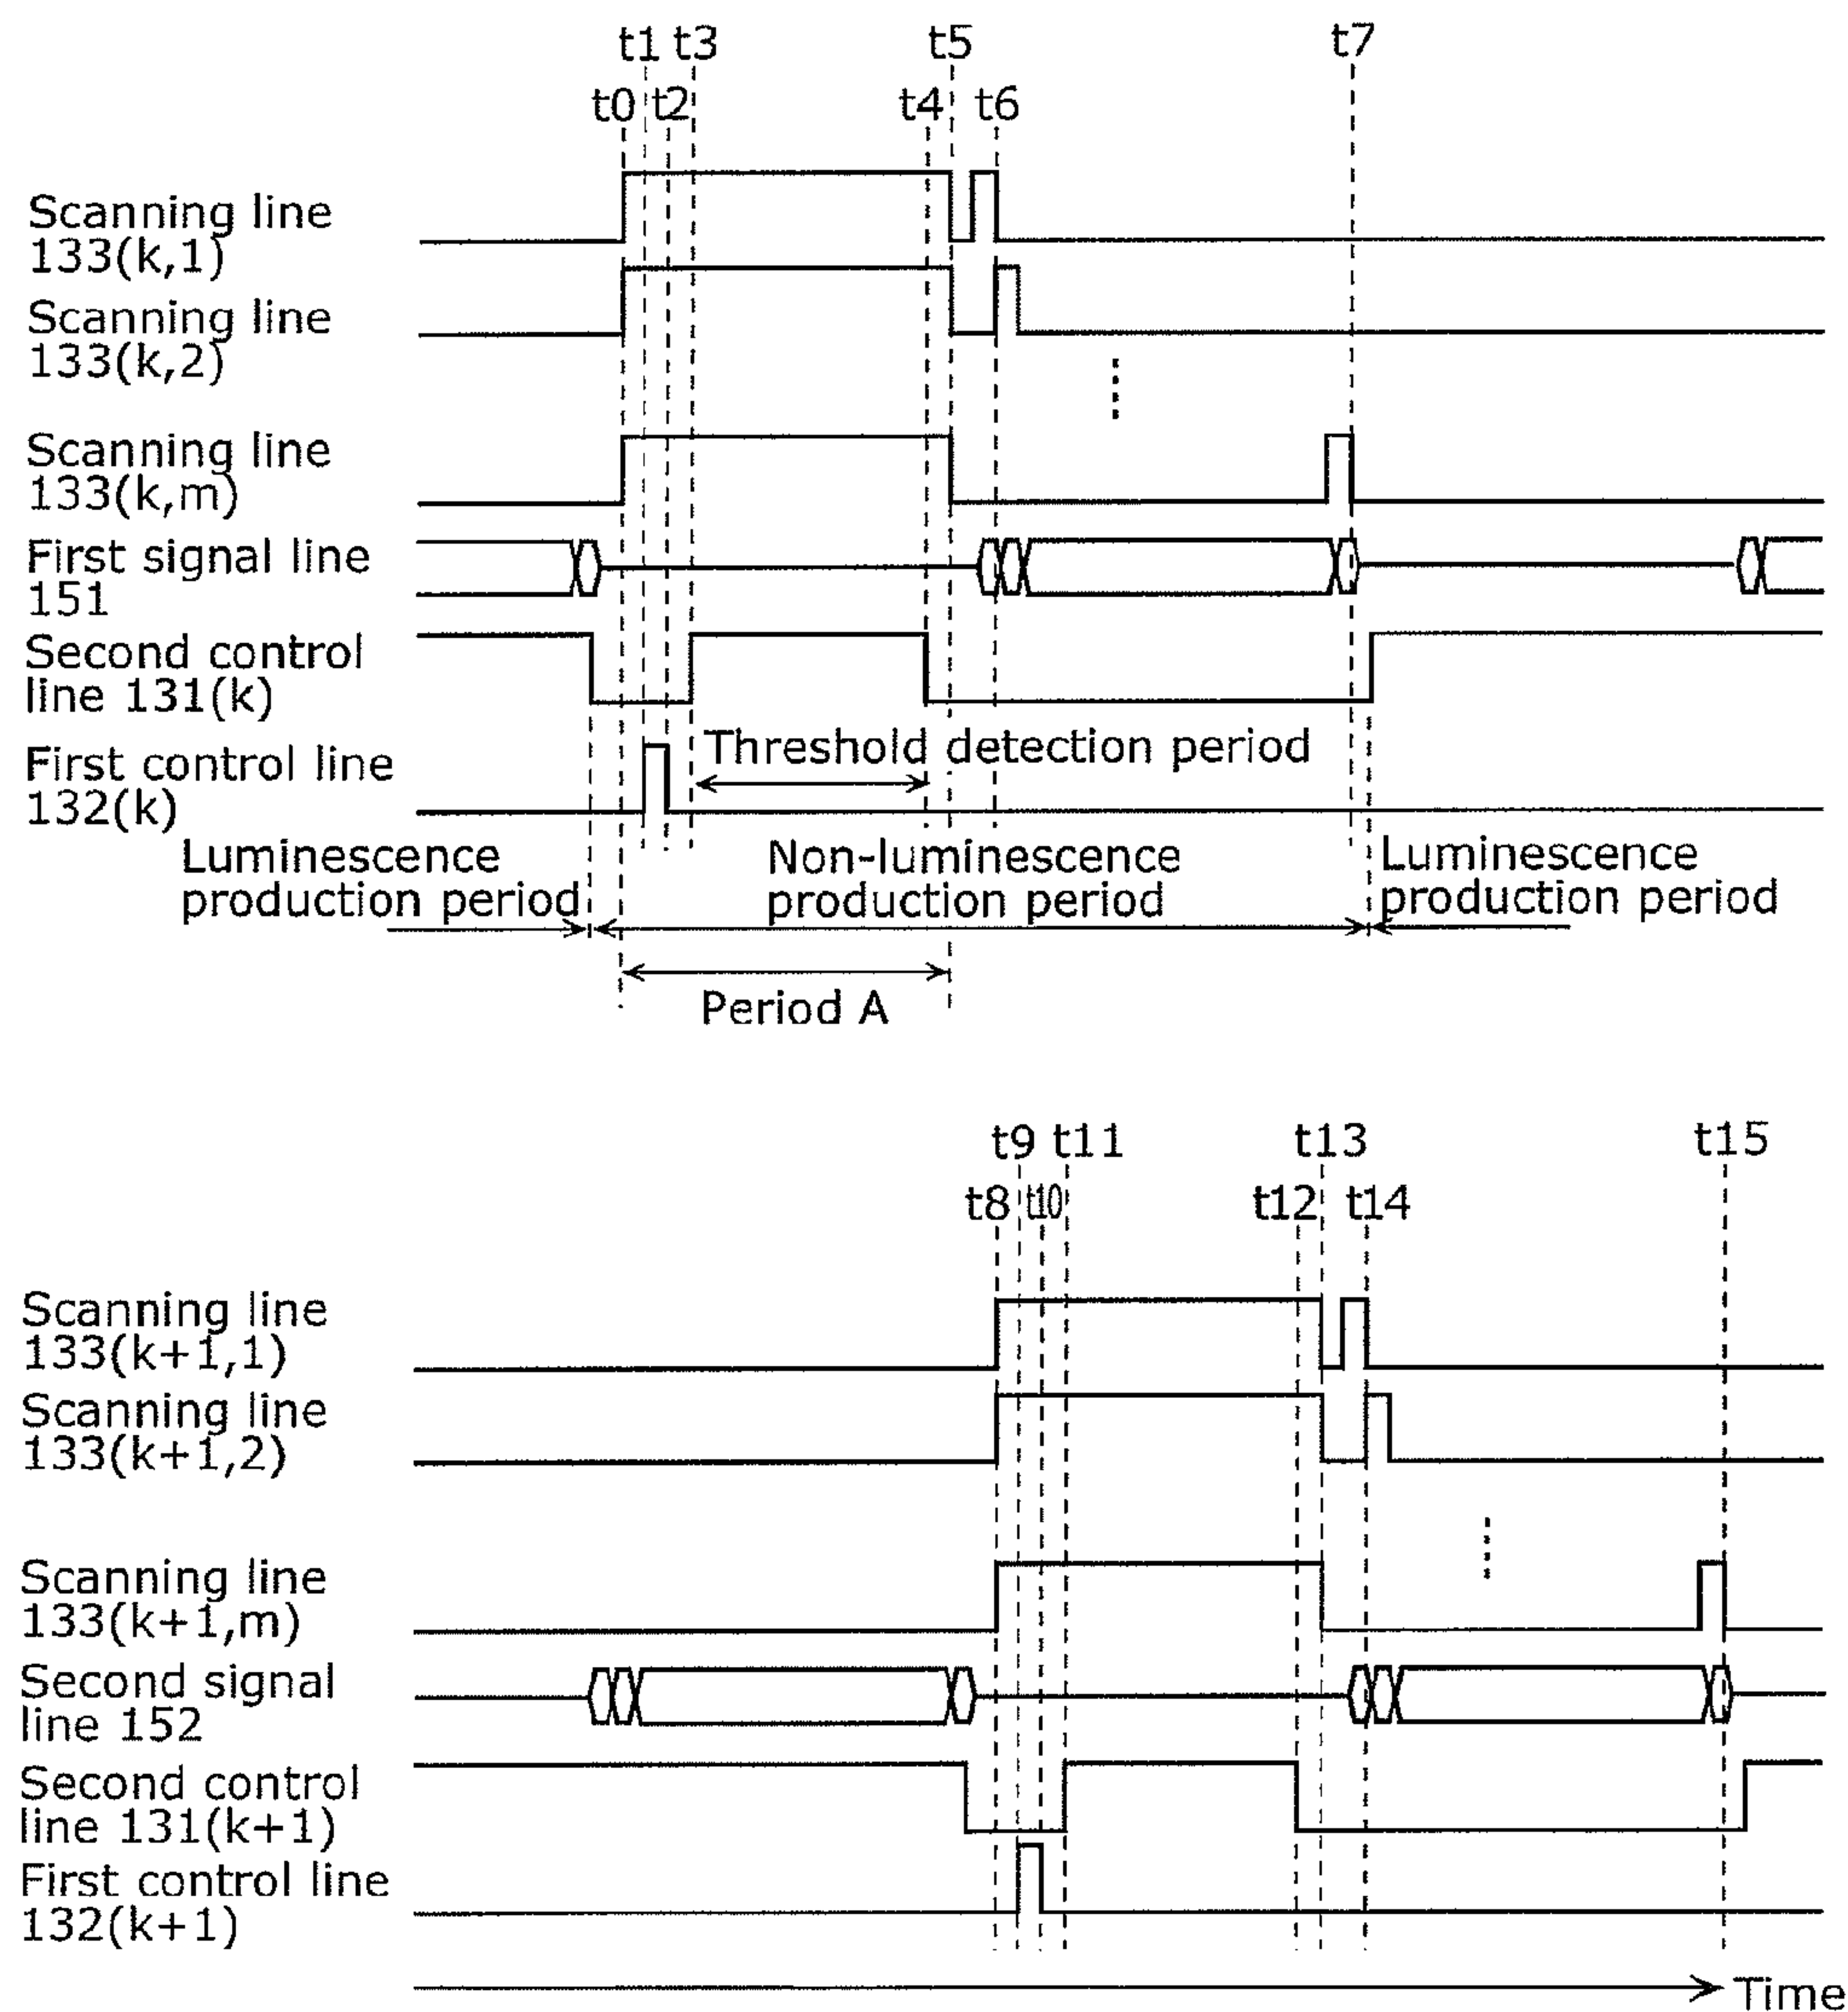 t1 t3 t5 t7
t0 t2 t4 t6
Scanning line
133(k,1)
Scanning line
133(k,2)
Scanning line
133(k,m)
First signal line
151
Second control
line 131(k)
Threshold detection period
First control line
132(k)
Luminescence
production period
Non-luminescence
production period
Luminescence
production period
Period A
t9 t11 t13 t15
t8 t10 t12 t14
Scanning line
133(k+1,1)
Scanning line
133(k+1,2)
Scanning line
133(k+1,m)
Second signal
line 152
Second control
line 131(k+1)
First control line
132(k+1)
Time